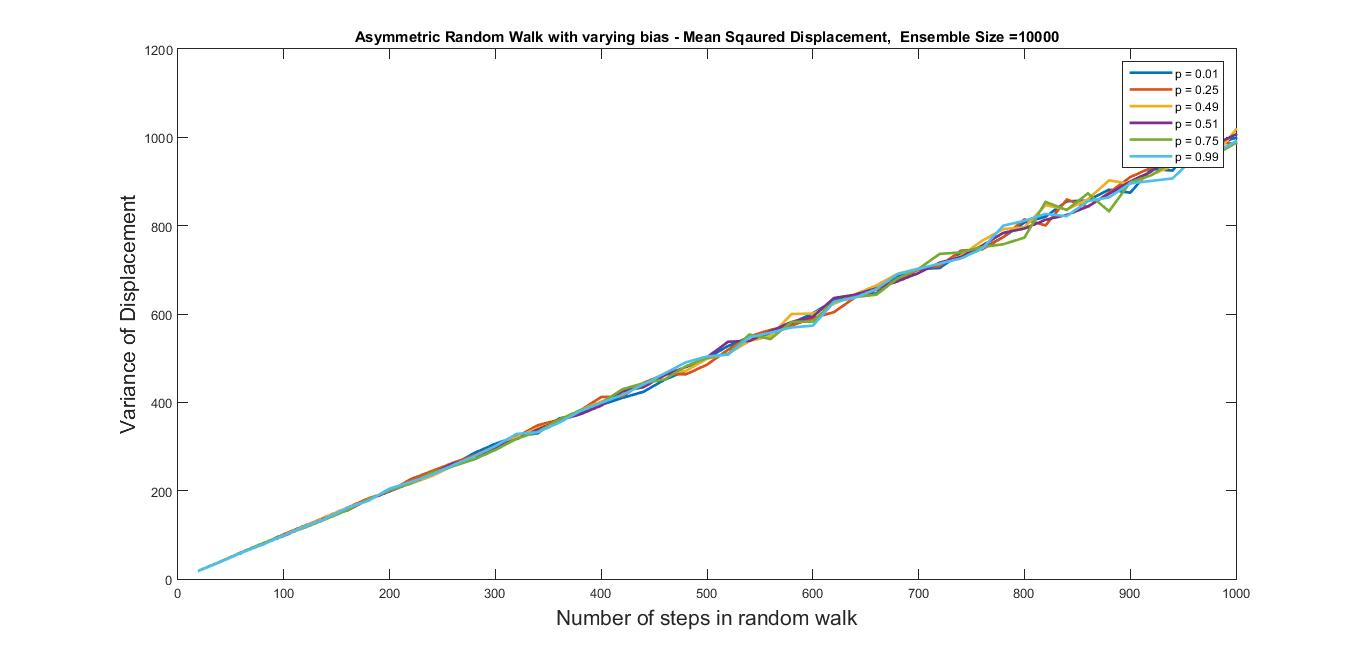 Asymmetric Random Walk with varying bias - Mean Sqaured Displacement,  Ensemble Size =10000
1200
1000
800
600
400
200
0
Variance of Displacement
p = 0.01
p = 0.25
p = 0.49
p = 0.51
p = 0.75
p = 0.99
0 100 200 300 400 500 600 700 800 900 1000
Number of steps in random walk